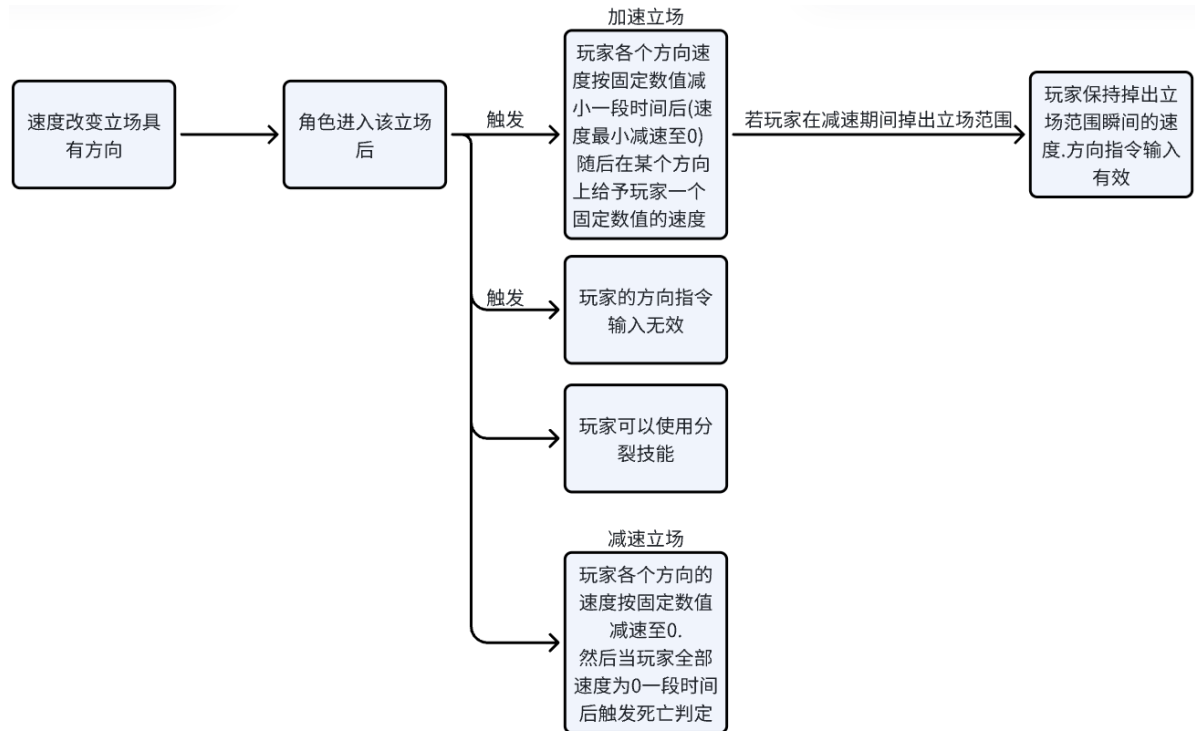 速度改变立场具
有方向
角色进入该立场
后
触发
加速立场
玩家各个方向速
度按固定数值减
小一段时间后(速
度最小减速至0)
随后在某个方向
上给予玩家一个
固定数值的速度
若玩家在减速期间掉出立场范围
玩家保持掉出立
场范围瞬间的速
度.方向指令输入
有效
触发
玩家的方向指令
输入无效
玩家可以使用分
裂技能
减速立场
玩家各个方向的
速度按固定数值
减速至0.
然后当玩家全部
速度为0一段时间
后触发死亡判定